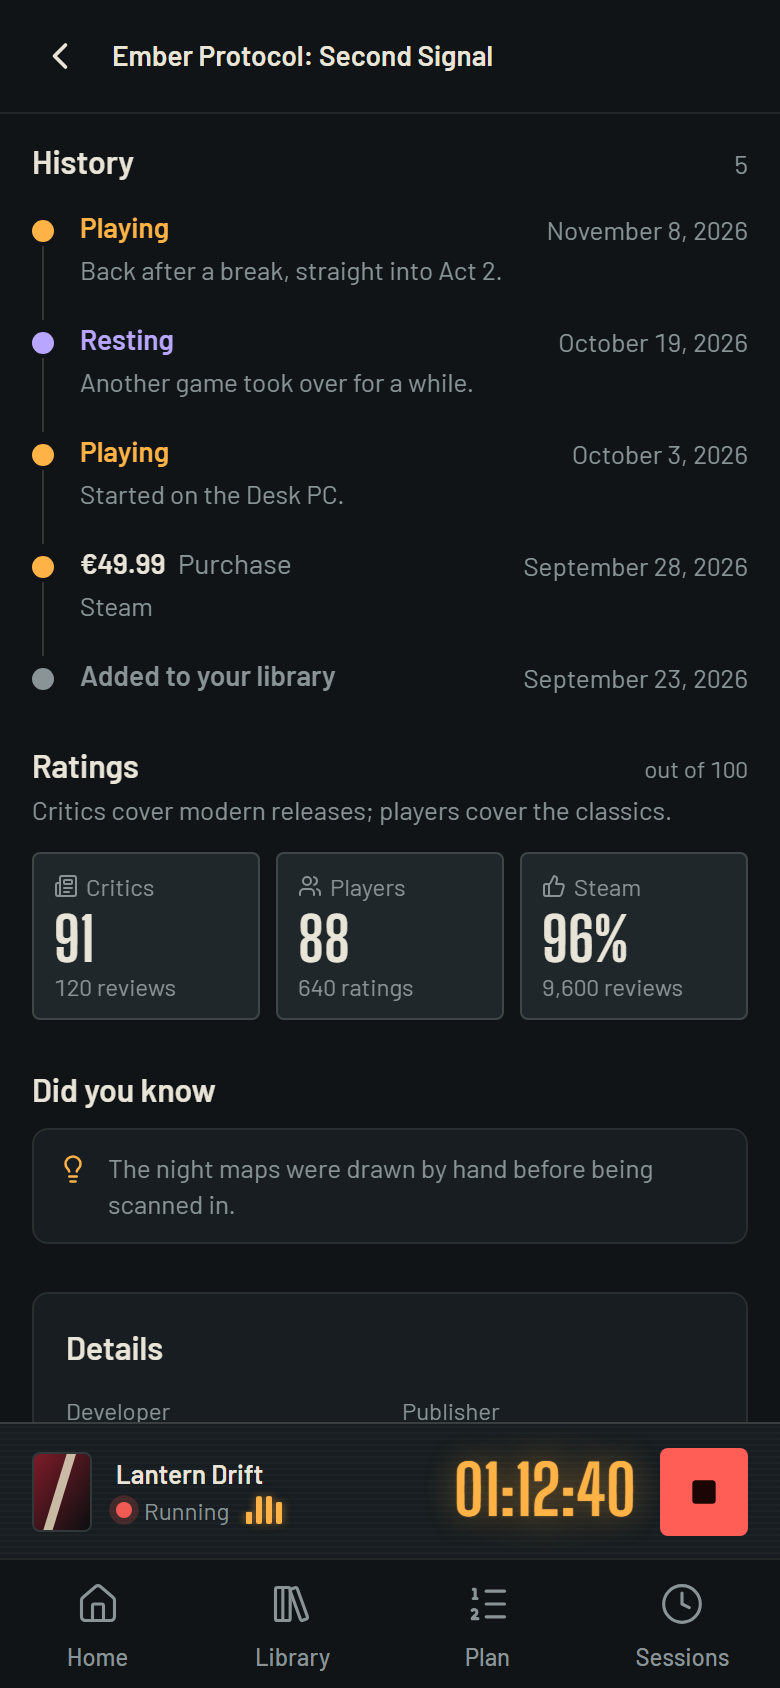 Ember Protocol: Second Signal
History
5
Playing
November 8, 2026
Back after a break, straight into Act 2.
Resting
October 19, 2026
Another game took over for a while.
Playing
October 3, 2026
Started on the Desk PC.
€49.99 Purchase
September 28, 2026
Steam
Added to your library
September 23, 2026
Ratings
out of 100
Critics cover modern releases; players cover the classics.
Critics
91
120 reviews
Players
88
640 ratings
Steam
96%
9,600 reviews
Did you know
The night maps were drawn by hand before being
scanned in.
Details
Developer
Publisher
Lantern Drift
Running
01:12:40
Home
Library
Plan
Sessions